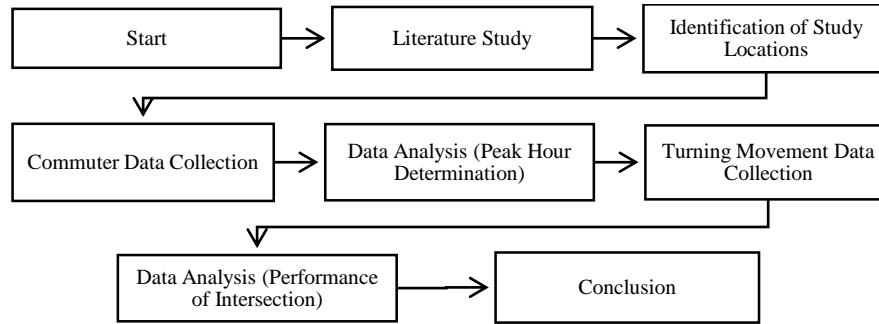 Start
Literature Study
Identification of Study
Locations
Commuter Data Collection
Data Analysis (Peak Hour
Determination)
Turning Movement Data
Collection
Data Analysis (Performance
of Intersection)
Conclusion